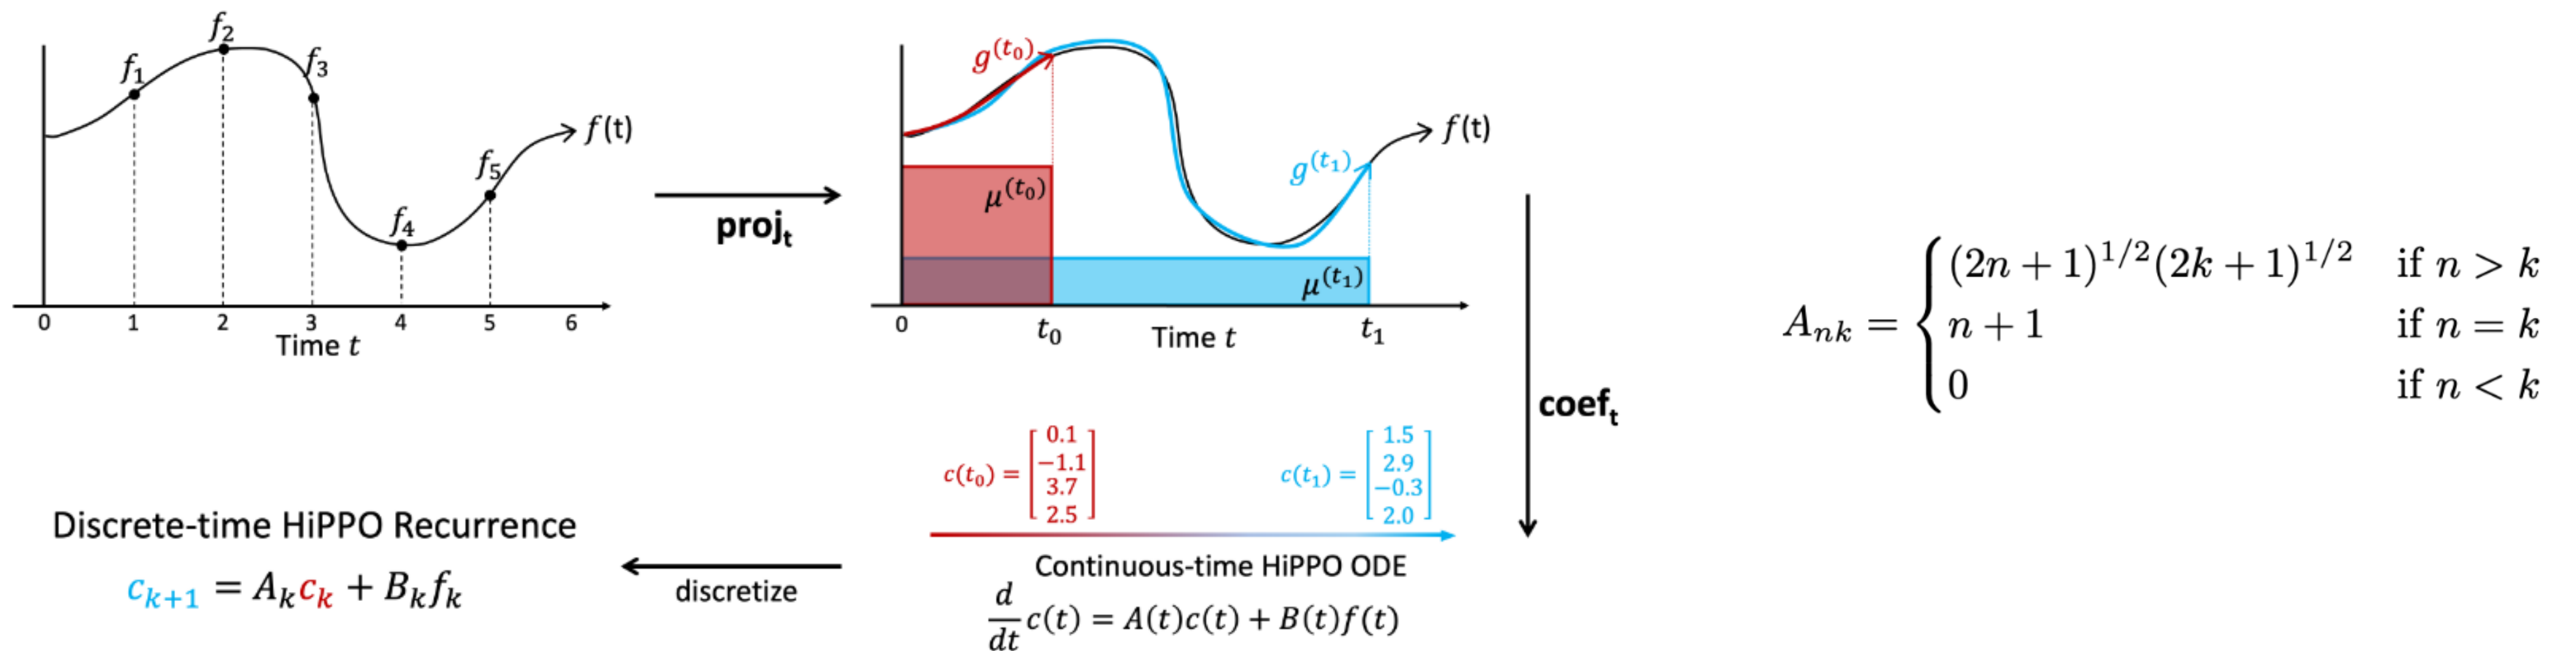 f₁
f₂
f₃
f₄
f₅
f(t)
0 1 2 3 4 5 6
Time t
proj_t
g^(t₀)
μ^(t₀)
g^(t₁)
μ^(t₁)
f(t)
0 t₀ Time t t₁
coef_t
c(t₀) = [0.1 −1.1 3.7 2.5]
c(t₁) = [1.5 2.9 −0.3 2.0]
Continuous-time HiPPO ODE
d/dt c(t) = A(t)c(t) + B(t)f(t)
discretize
Discrete-time HiPPO Recurrence
c_{k+1} = A_k c_k + B_k f_k
A_{nk} = { (2n + 1)^{1/2}(2k + 1)^{1/2} if n > k
n + 1 if n = k
0 if n < k